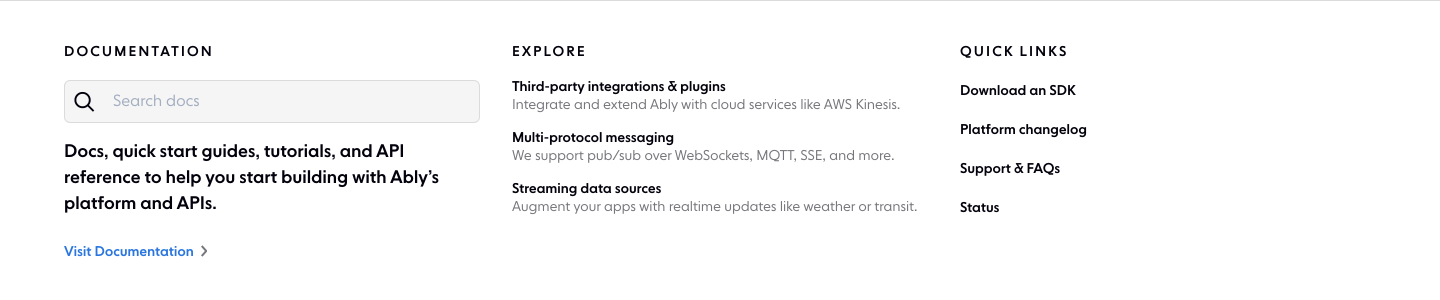 DOCUMENTATION
Search docs
Docs, quick start guides, tutorials, and API
reference to help you start building with Ably’s
platform and APIs.
Visit Documentation
EXPLORE
Third-party integrations & plugins
Integrate and extend Ably with cloud services like AWS Kinesis.
Multi-protocol messaging
We support pub/sub over WebSockets, MQTT, SSE, and more.
Streaming data sources
Augment your apps with realtime updates like weather or transit.
QUICK LINKS
Download an SDK
Platform changelog
Support & FAQs
Status